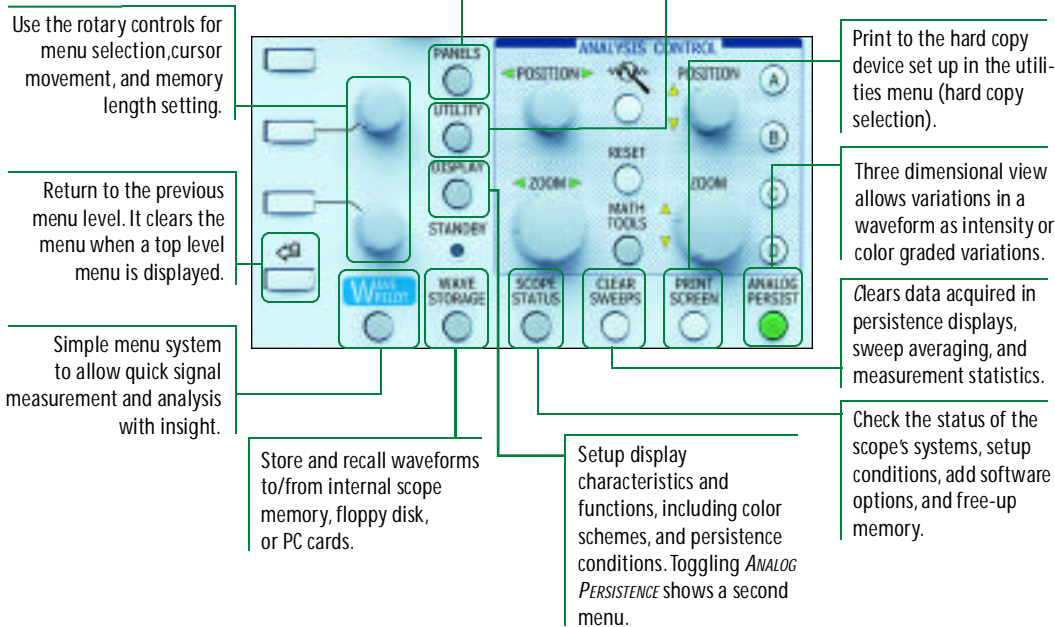 Use the rotary controls for
menu selection,cursor
movement, and memory
length setting.
Return to the previous
menu level. It clears the
menu when a top level
menu is displayed.
Simple menu system
to allow quick signal
measurement and analysis
with insight.
PANELS
UTILITY
DISPLAY
STANDBY
ANALYSIS CONTROL
POSITION
POSITION
RESET
ZOOM
ZOOM
MATH
TOOLS
A
B
C
D
WAVE
PILOT
WAVE
STORAGE
SCOPE
STATUS
CLEAR
SWEEPS
PRINT
SCREEN
ANALOG
PERSIST
Print to the hard copy
device set up in the utili-
ties menu (hard copy
selection).
Three dimensional view
allows variations in a
waveform as intensity or
color graded variations.
Clears data acquired in
persistence displays,
sweep averaging, and
measurement statistics.
Check the status of the
scope's systems, setup
conditions, add software
options, and free-up
memory.
Store and recall waveforms
to/from internal scope
memory, floppy disk,
or PC cards.
Setup display
characteristics and
functions, including color
schemes, and persistence
conditions. Toggling ANALOG
PERSISTENCE shows a second
menu.